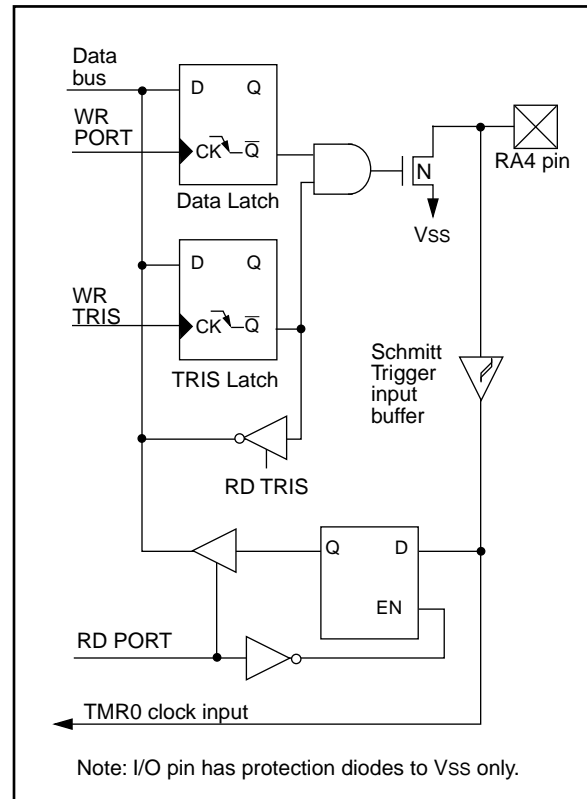 Data
bus
D Q
WR
PORT
CK Q
Data Latch
N
RA4 pin
VSS
D Q
WR
TRIS
CK Q
TRIS Latch
Schmitt
Trigger
input
buffer
RD TRIS
Q D
EN
RD PORT
TMR0 clock input
Note: I/O pin has protection diodes to VSS only.